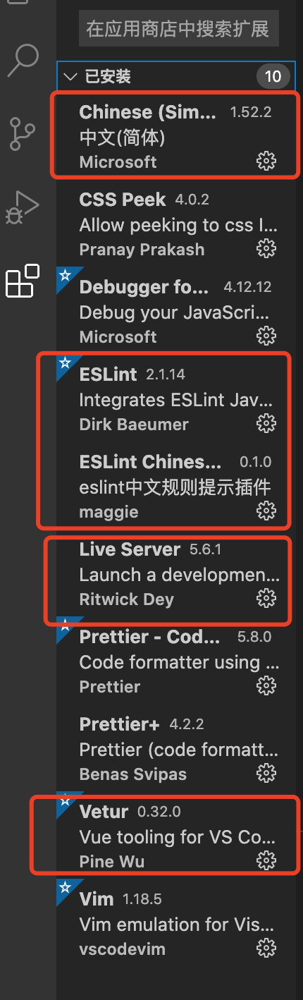 在应用商店中搜索扩展
已安装 10
Chinese (Sim... 1.52.2
中文(简体)
Microsoft
CSS Peek 4.0.2
Allow peeking to css I...
Pranay Prakash
Debugger fo... 4.12.12
Debug your JavaScri...
Microsoft
ESLint 2.1.14
Integrates ESLint Jav...
Dirk Baeumer
ESLint Chines... 0.1.0
eslint中文规则提示插件
maggie
Live Server 5.6.1
Launch a developmen...
Ritwick Dey
Prettier - Cod... 5.8.0
Code formatter using ...
Prettier
Prettier+ 4.2.2
Prettier (code formatt...
Benas Svipas
Vetur 0.32.0
Vue tooling for VS Co...
Pine Wu
Vim 1.18.5
Vim emulation for Vis...
vscodevim